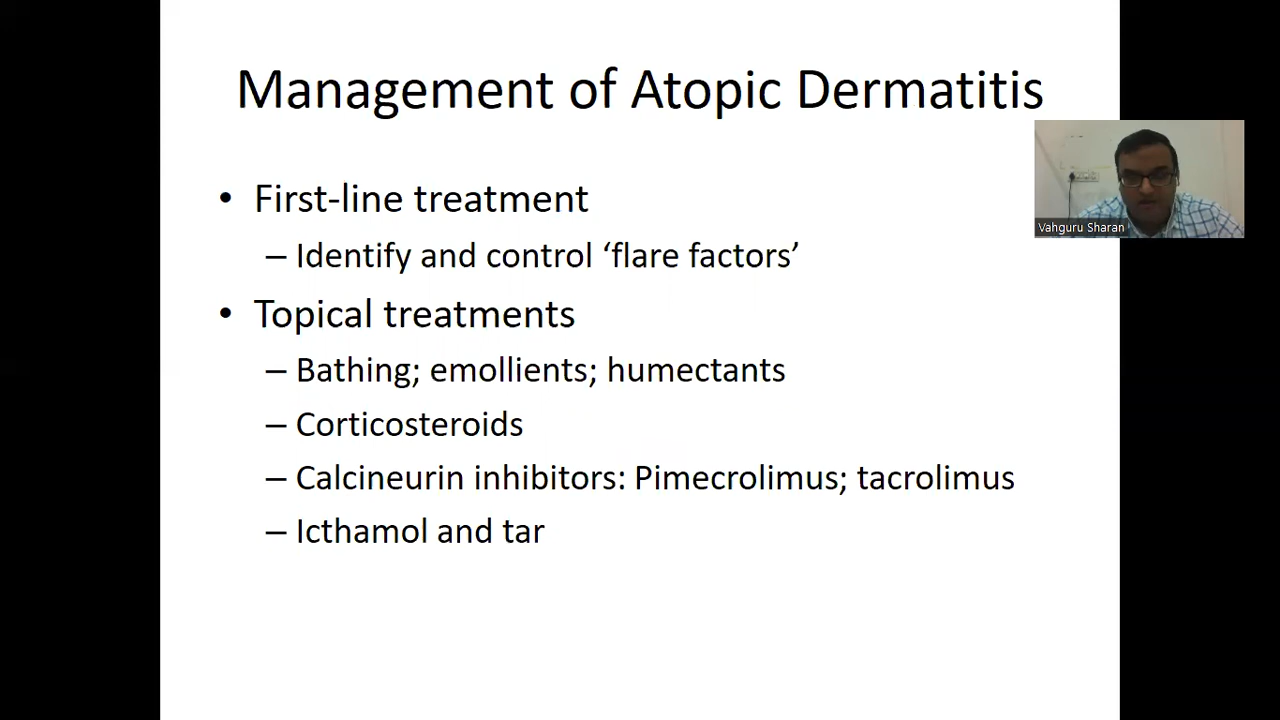 Management of Atopic Dermatitis
• First-line treatment
– Identify and control ‘flare factors’
• Topical treatments
– Bathing; emollients; humectants
– Corticosteroids
– Calcineurin inhibitors: Pimecrolimus; tacrolimus
– Icthamol and tar
Vahguru Sharan